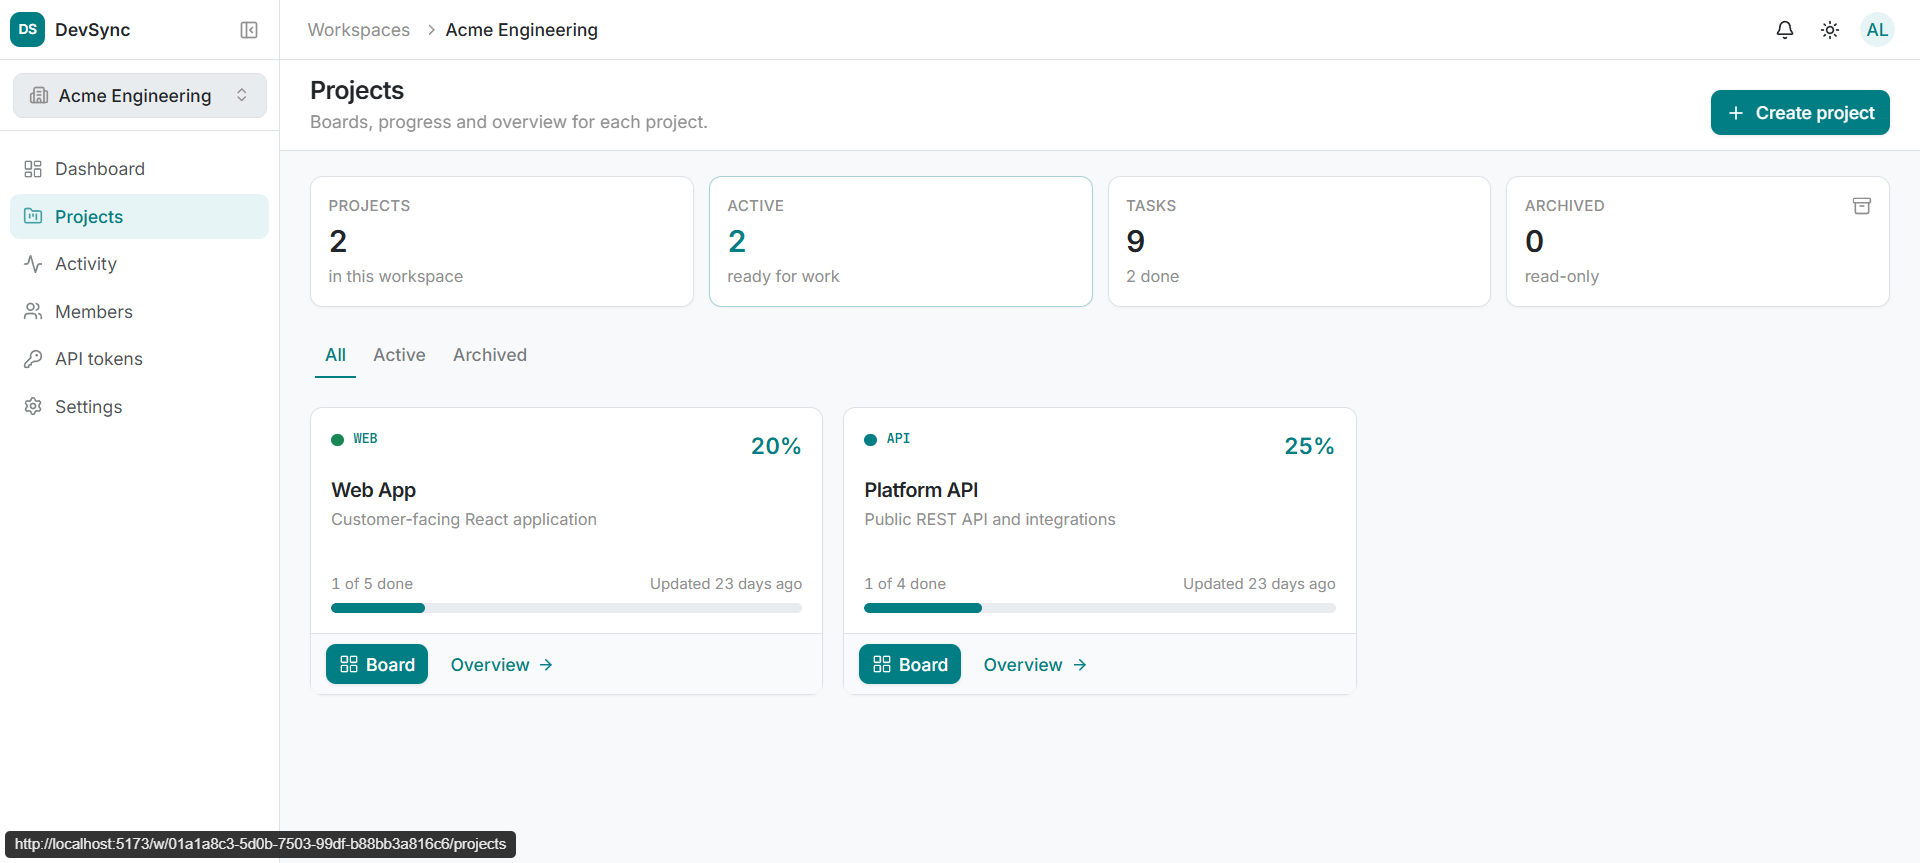 DS DevSync
Workspaces > Acme Engineering
AL
Acme Engineering
Dashboard
Projects
Activity
Members
API tokens
Settings
Projects
Boards, progress and overview for each project.
+ Create project
PROJECTS
2
in this workspace
ACTIVE
2
ready for work
TASKS
9
2 done
ARCHIVED
0
read-only
All Active Archived
WEB 20%
Web App
Customer-facing React application
1 of 5 done Updated 23 days ago
Board Overview →
API 25%
Platform API
Public REST API and integrations
1 of 4 done Updated 23 days ago
Board Overview →
http://localhost:5173/w/01a1a8c3-5d0b-7503-99df-b88bb3a816c6/projects